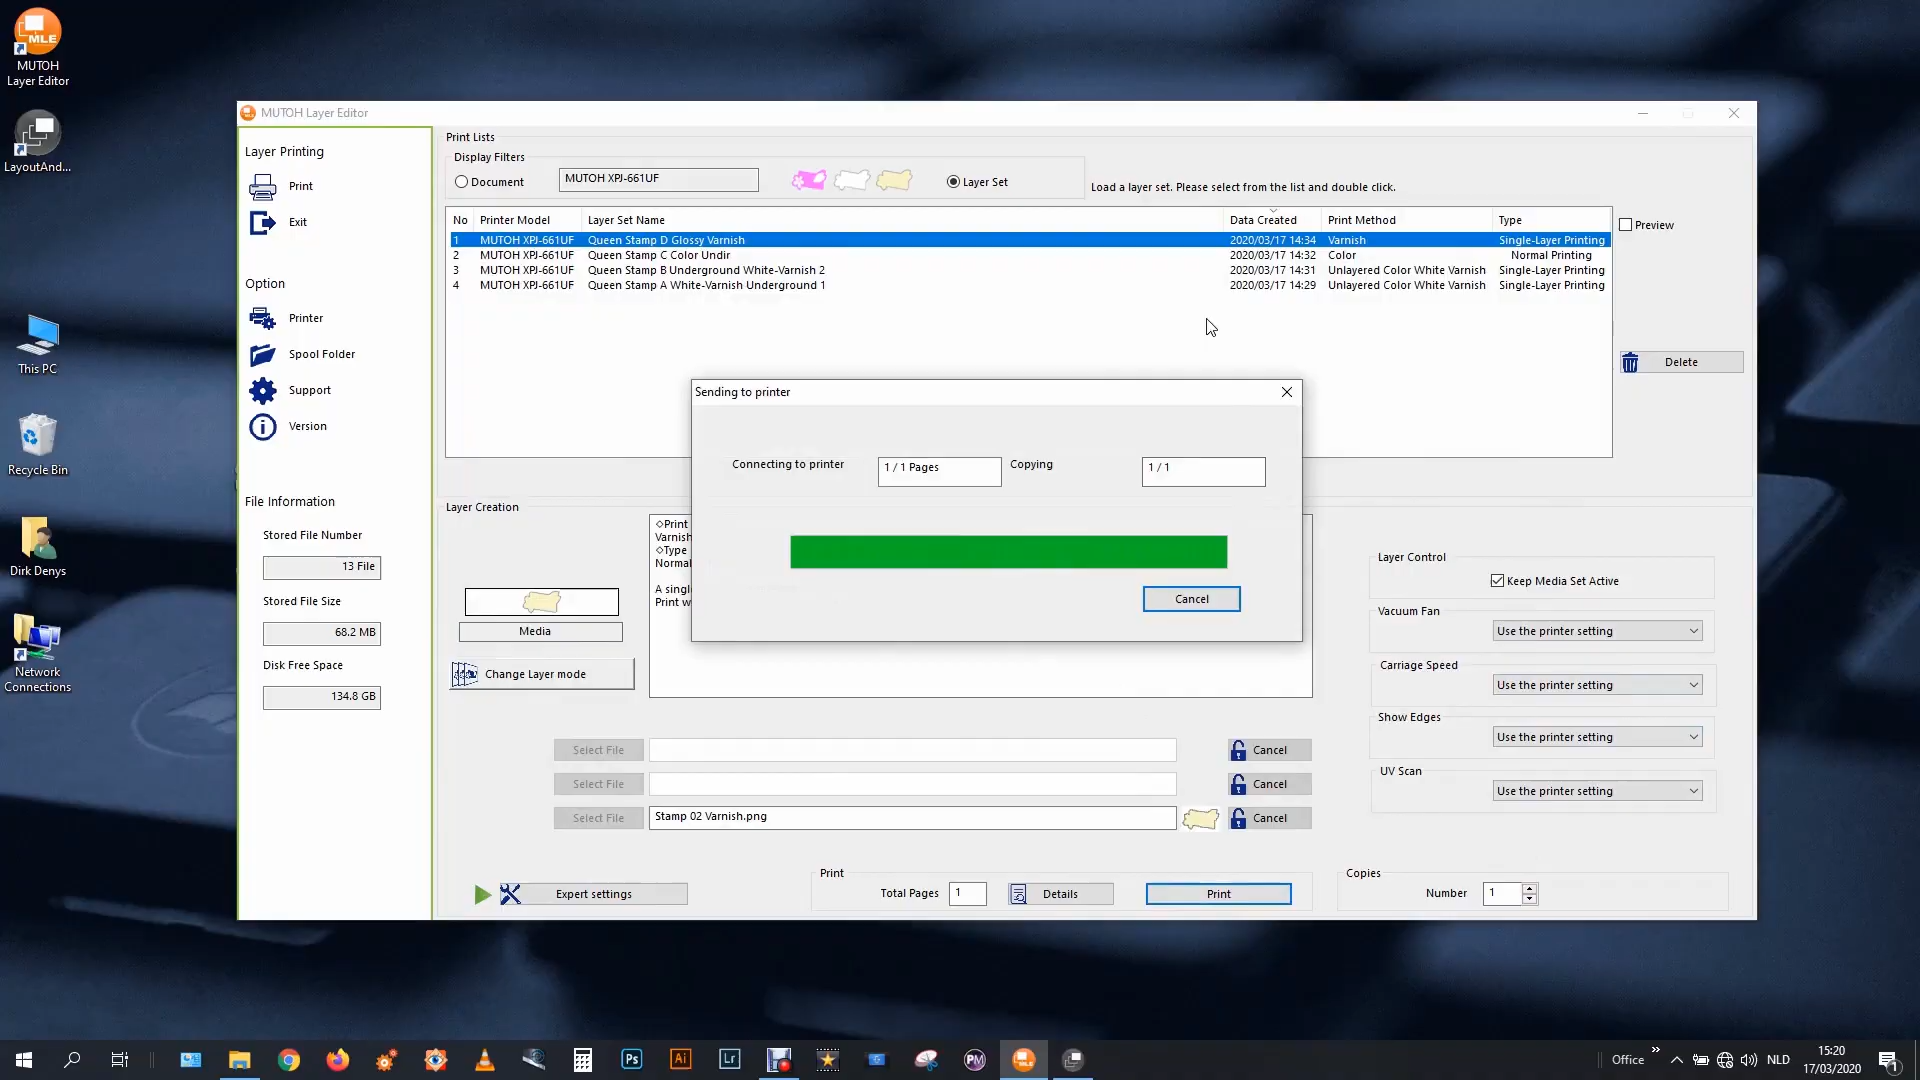 MLE
MUTOH
Layer Editor
LayoutAnd...
This PC
Recycle Bin
Dirk Denys
Network
Connections
MUTOH Layer Editor
Layer Printing
Print
Exit
Option
Printer
Spool Folder
Support
Version
File Information
Stored File Number
13 File
Stored File Size
68.2 MB
Disk Free Space
134.8 GB
Print Lists
Display Filters
Document
MUTOH XPJ-661UF
Layer Set
Load a layer set. Please select from the list and double click.
No Printer Model Layer Set Name Data Created Print Method Type
1 MUTOH XPJ-661UF Queen Stamp D Glossy Varnish 2020/03/17 14:34 Varnish Single-Layer Printing
2 MUTOH XPJ-661UF Queen Stamp C Color Undir 2020/03/17 14:32 Color Normal Printing
3 MUTOH XPJ-661UF Queen Stamp B Underground White-Varnish 2 2020/03/17 14:31 Unlayered Color White Varnish Single-Layer Printing
4 MUTOH XPJ-661UF Queen Stamp A White-Varnish Underground 1 2020/03/17 14:29 Unlayered Color White Varnish Single-Layer Printing
Preview
Delete
Sending to printer
Connecting to printer 1 / 1 Pages Copying 1 / 1
Cancel
Layer Creation
Media
Change Layer mode
◇Print
Varnish
◇Type
Normal
A singl
Print w
Layer Control
Keep Media Set Active
Vacuum Fan
Use the printer setting
Carriage Speed
Use the printer setting
Show Edges
Use the printer setting
UV Scan
Use the printer setting
Select File Cancel
Select File Cancel
Select File Stamp 02 Varnish.png Cancel
Expert settings
Print
Total Pages 1 Details Print
Copies
Number 1
Ps Ai Lr PM
Office » NLD
15:20
17/03/2020
1